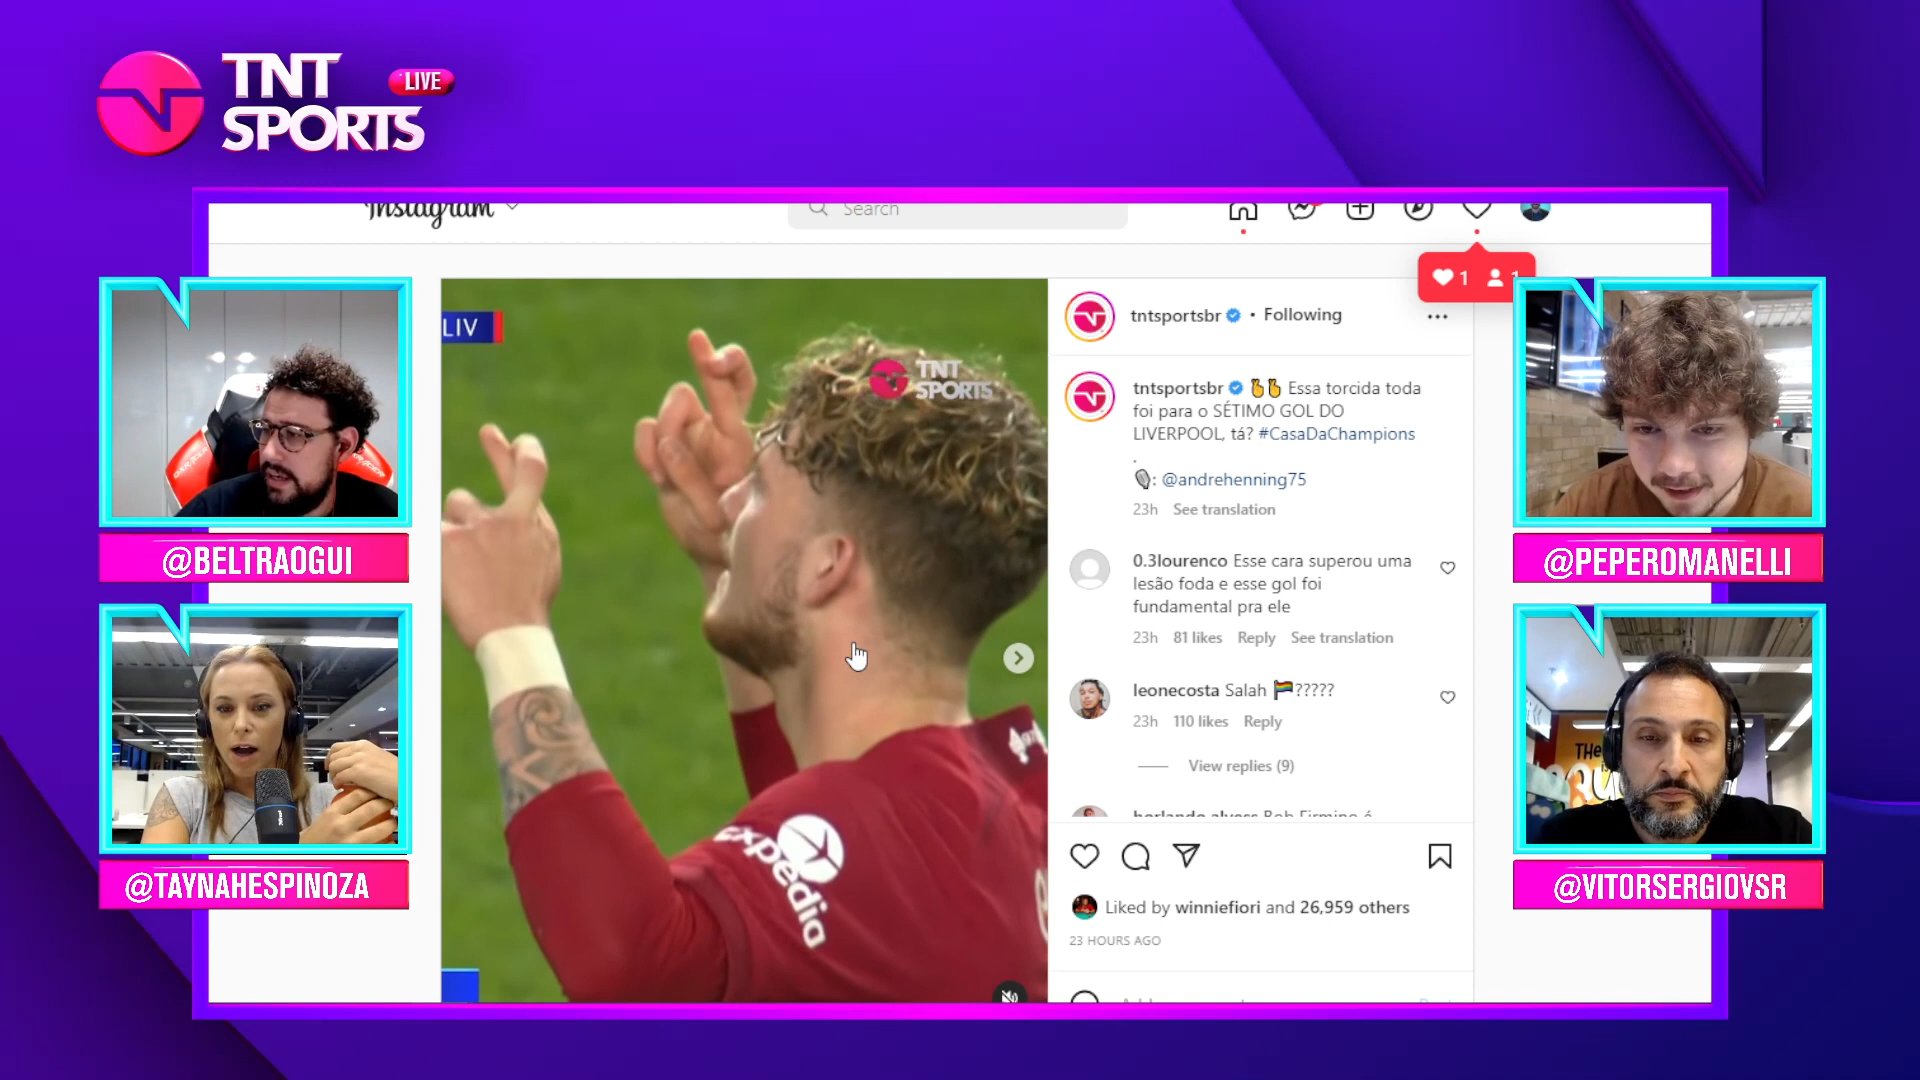 TNT
SPORTS
LIVE
Instagram
Search
1 1
LIV
TNT
SPORTS
expedia
tntsportsbr • Following
tntsportsbr 🤞🤞 Essa torcida toda
foi para o SÉTIMO GOL DO
LIVERPOOL, tá? #CasaDaChampions
.
🎙: @andrehenning75
23h See translation
0.3lourenco Esse cara superou uma
lesão foda e esse gol foi
fundamental pra ele
23h 81 likes Reply See translation
leonecosta Salah 🏳️‍🌈?????
23h 110 likes Reply
View replies (9)
Liked by winniefiori and 26,959 others
23 HOURS AGO
@BELTRAOGUI
@TAYNAHESPINOZA
@PEPEROMANELLI
THE
@VITORSERGIOVSR